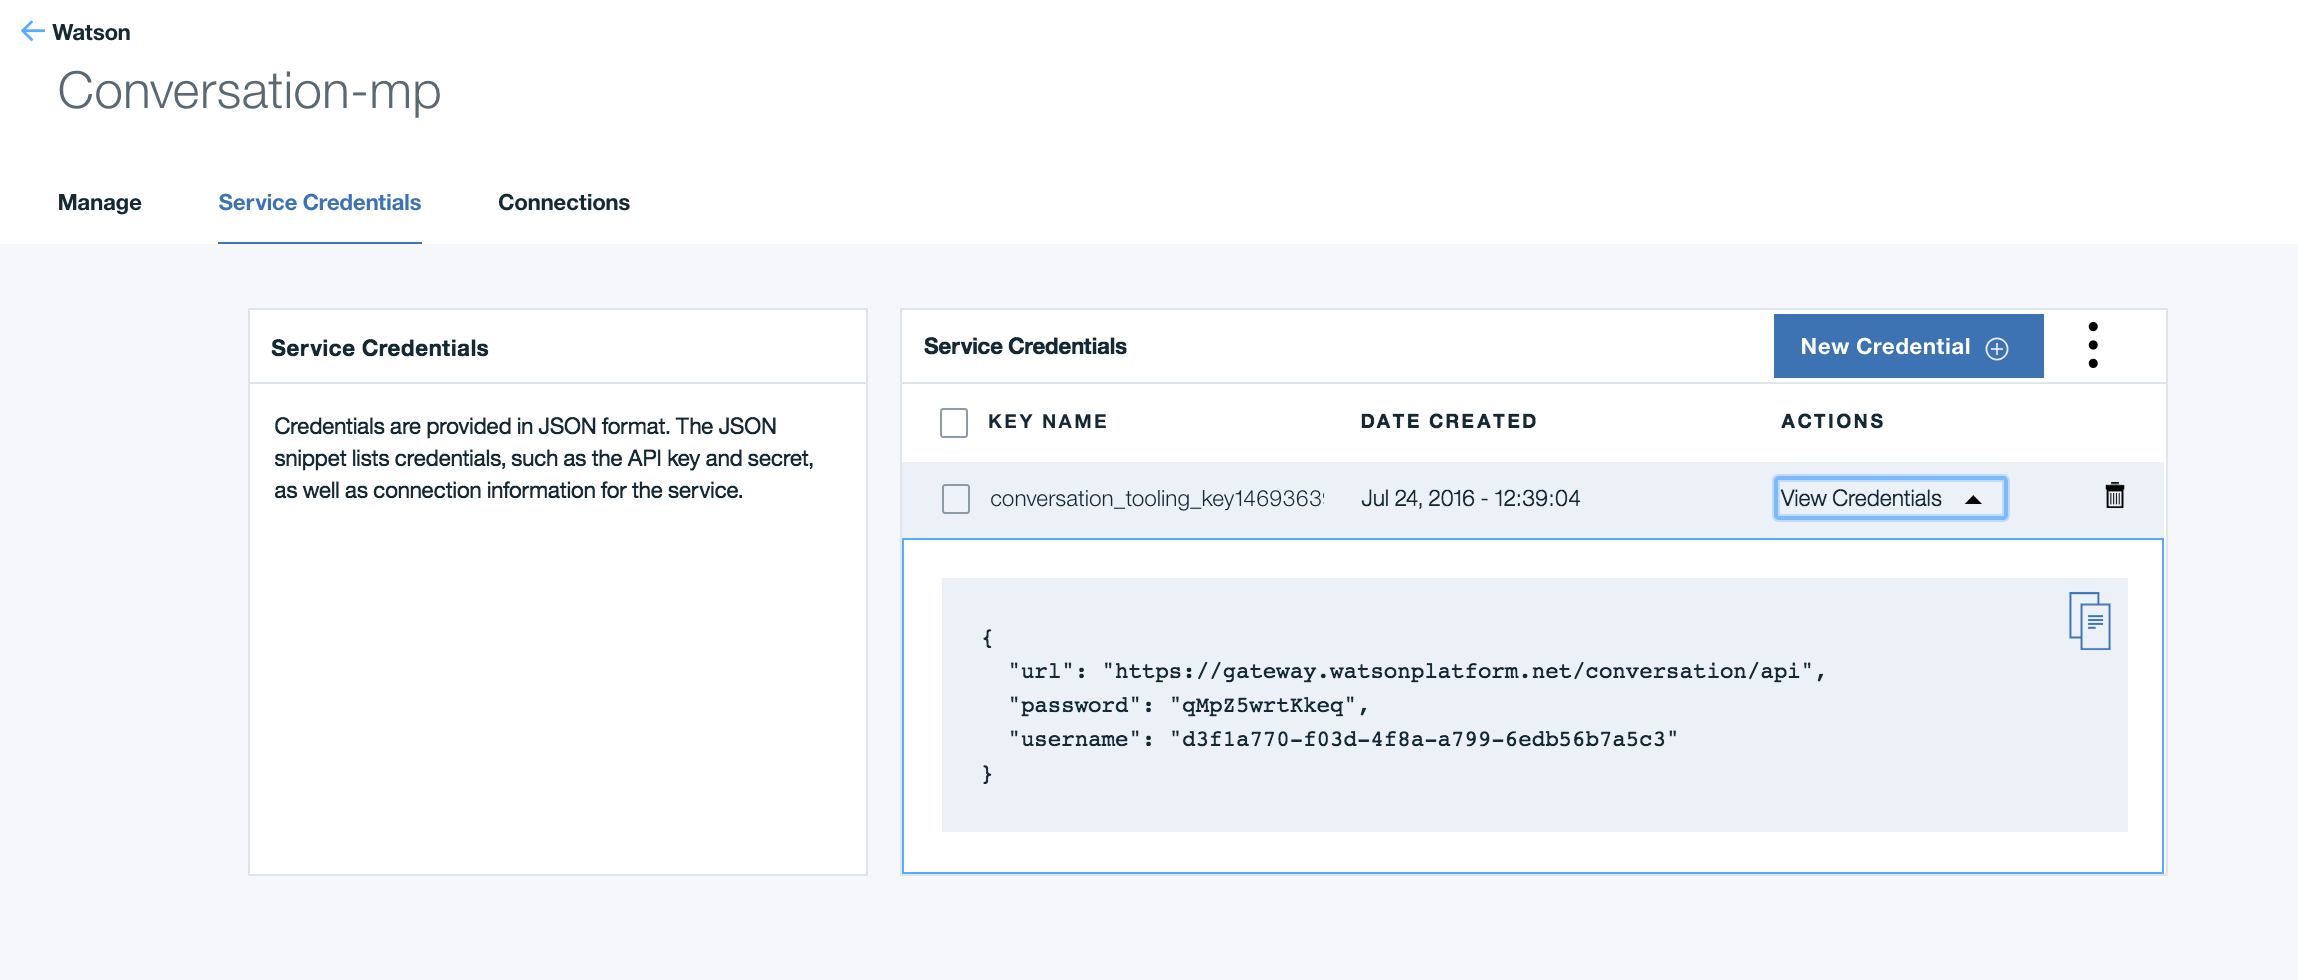 Watson
Conversation-mp
Manage
Service Credentials
Connections
Service Credentials
Credentials are provided in JSON format. The JSON
snippet lists credentials, such as the API key and secret,
as well as connection information for the service.
Service Credentials
New Credential
KEY NAME
DATE CREATED
ACTIONS
conversation_tooling_key14693639
Jul 24, 2016 - 12:39:04
View Credentials
{
"url": "https://gateway.watsonplatform.net/conversation/api",
"password": "qMpZ5wrtKkeq",
"username": "d3f1a770-f03d-4f8a-a799-6edb56b7a5c3"
}